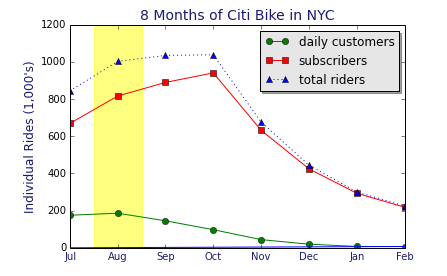 8 Months of Citi Bike in NYC
1200
1000
800
600
400
200
0
Individual Rides (1,000's)
daily customers
subscribers
total riders
Jul Aug Sep Oct Nov Dec Jan Feb